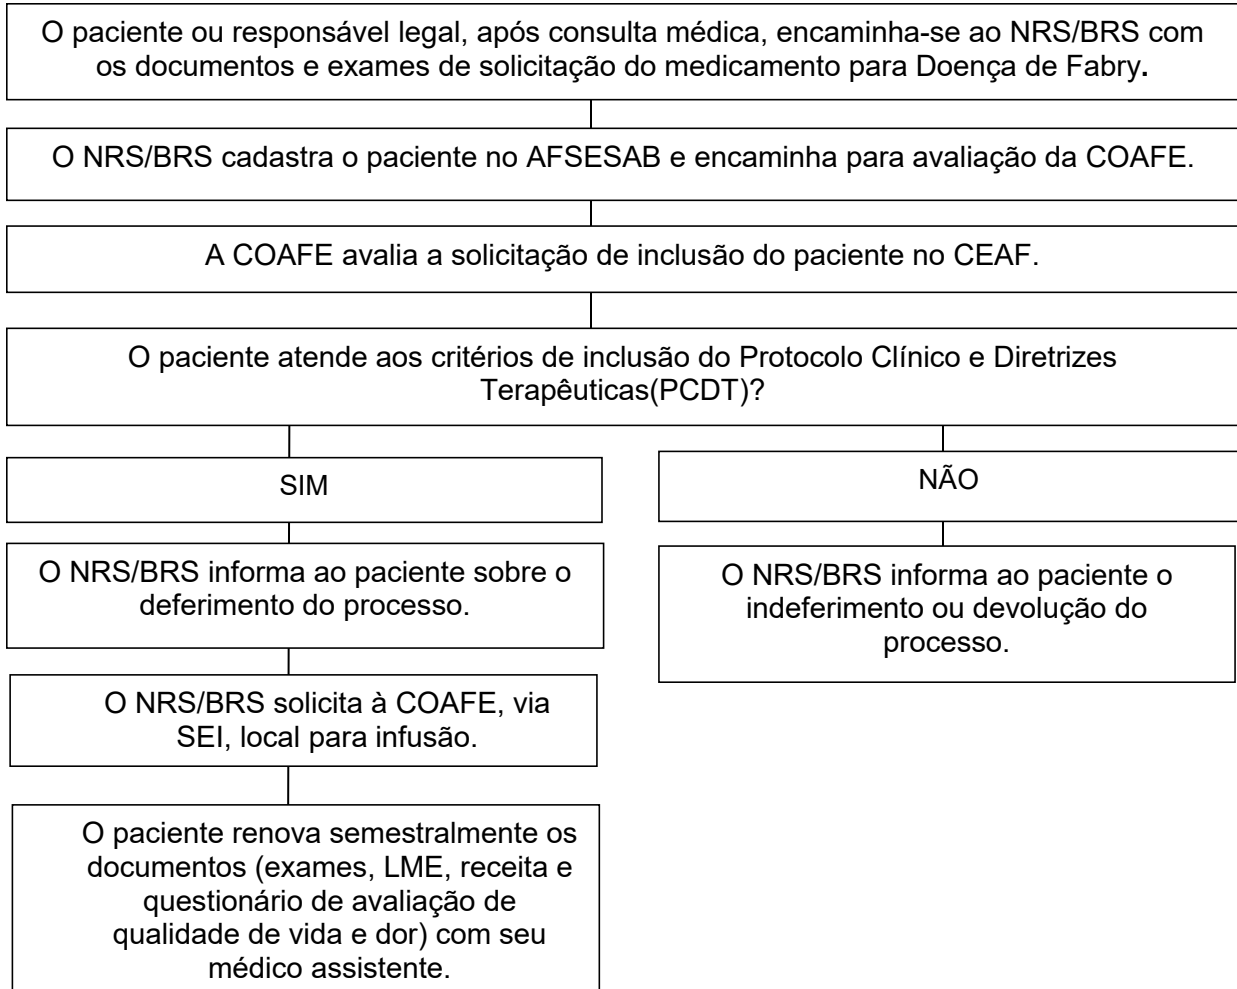 O paciente ou responsável legal, após consulta médica, encaminha-se ao NRS/BRS com
os documentos e exames de solicitação do medicamento para Doença de Fabry.
O NRS/BRS cadastra o paciente no AFSESAB e encaminha para avaliação da COAFE.
A COAFE avalia a solicitação de inclusão do paciente no CEAF.
O paciente atende aos critérios de inclusão do Protocolo Clínico e Diretrizes
Terapêuticas(PCDT)?
SIM
NÃO
O NRS/BRS informa ao paciente sobre o
deferimento do processo.
O NRS/BRS informa ao paciente o
indeferimento ou devolução do
processo.
O NRS/BRS solicita à COAFE, via
SEI, local para infusão.
O paciente renova semestralmente os
documentos (exames, LME, receita e
questionário de avaliação de
qualidade de vida e dor) com seu
médico assistente.